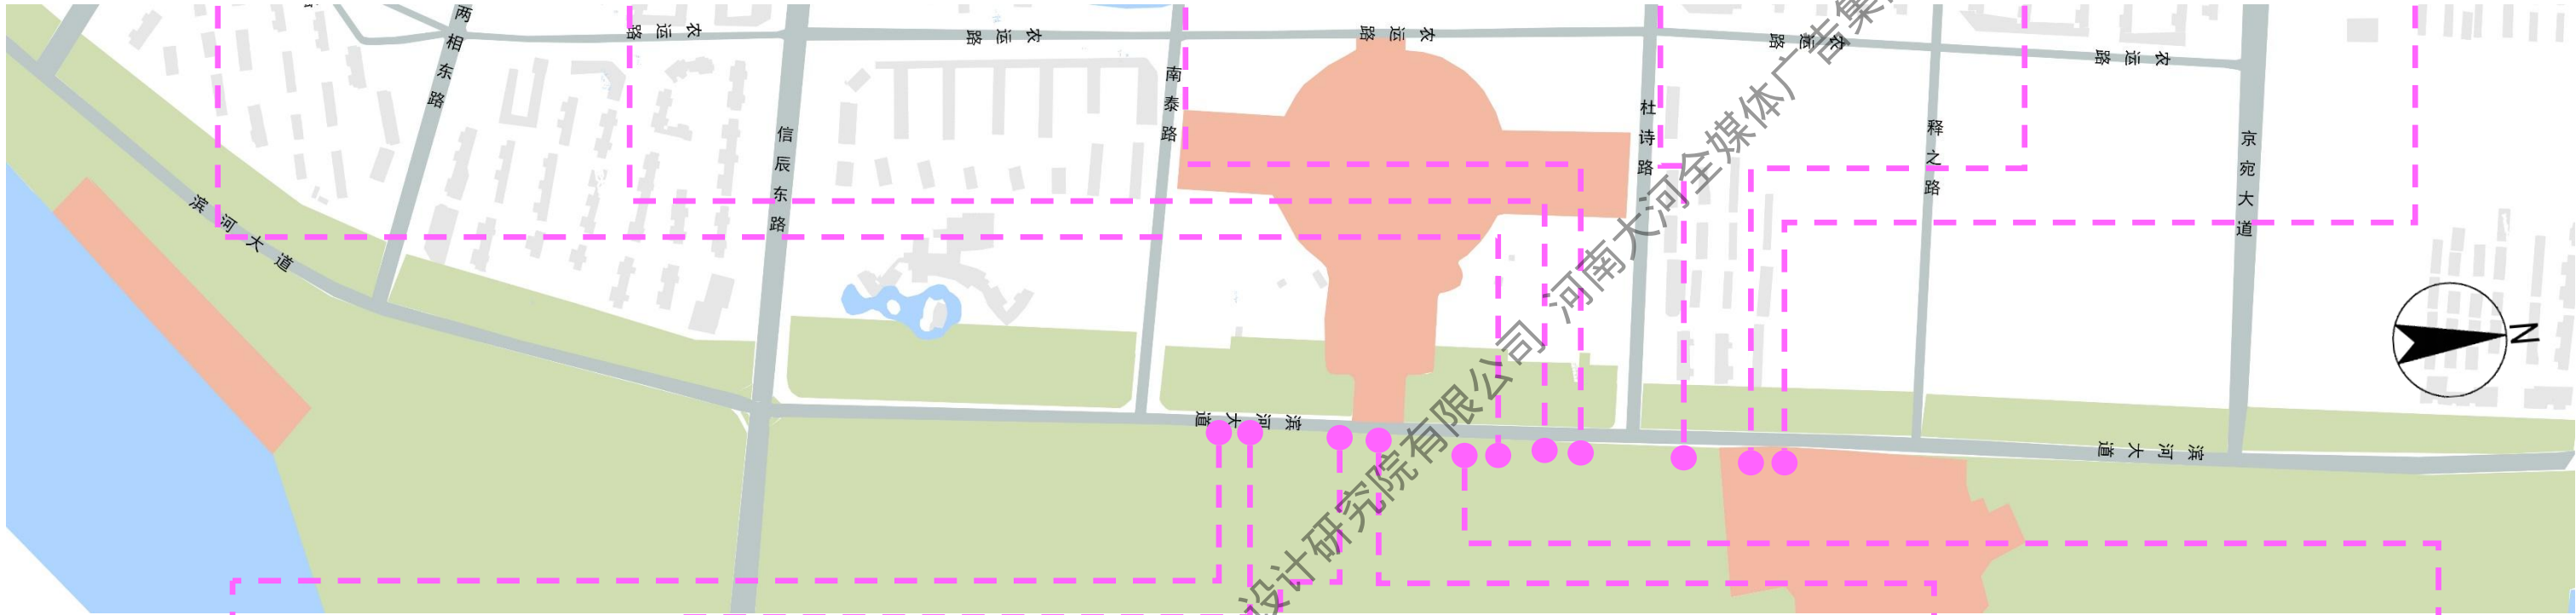 两相东路
农运路
农运路
农运路
农运路
农运路
南泰路
杜诗路
信辰东路
释之路
京宛大道
滨河大道
滨河大道
滨河大道
N
设计研究院有限公司 河南大河全媒体广告集